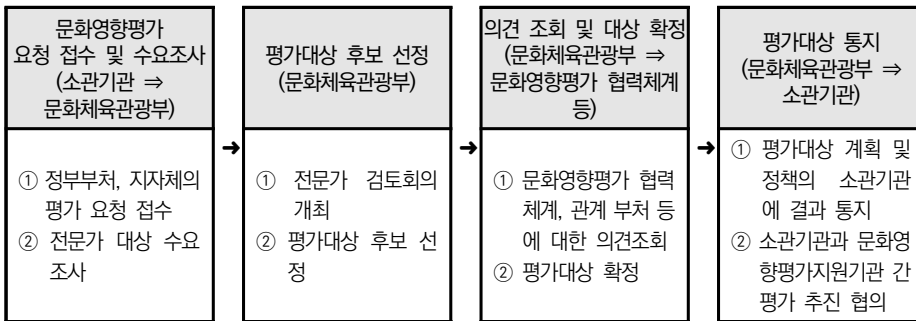 문화영향평가
요청 접수 및 수요조사
(소관기관 ⇒
문화체육관광부)
① 정부부처, 지자체의
평가 요청 접수
② 전문가 대상 수요
조사
➜
평가대상 후보 선정
(문화체육관광부)
① 전문가 검토회의
개최
② 평가대상 후보 선
정
➜
의견 조회 및 대상 확정
(문화체육관광부 ⇒
문화영향평가 협력체계
등)
① 문화영향평가 협력
체계, 관계 부처 등
에 대한 의견조회
② 평가대상 확정
➜
평가대상 통지
(문화체육관광부 ⇒
소관기관)
① 평가대상 계획 및
정책의 소관기관
에 결과 통지
② 소관기관과 문화영
향평가지원기관 간
평가 추진 협의